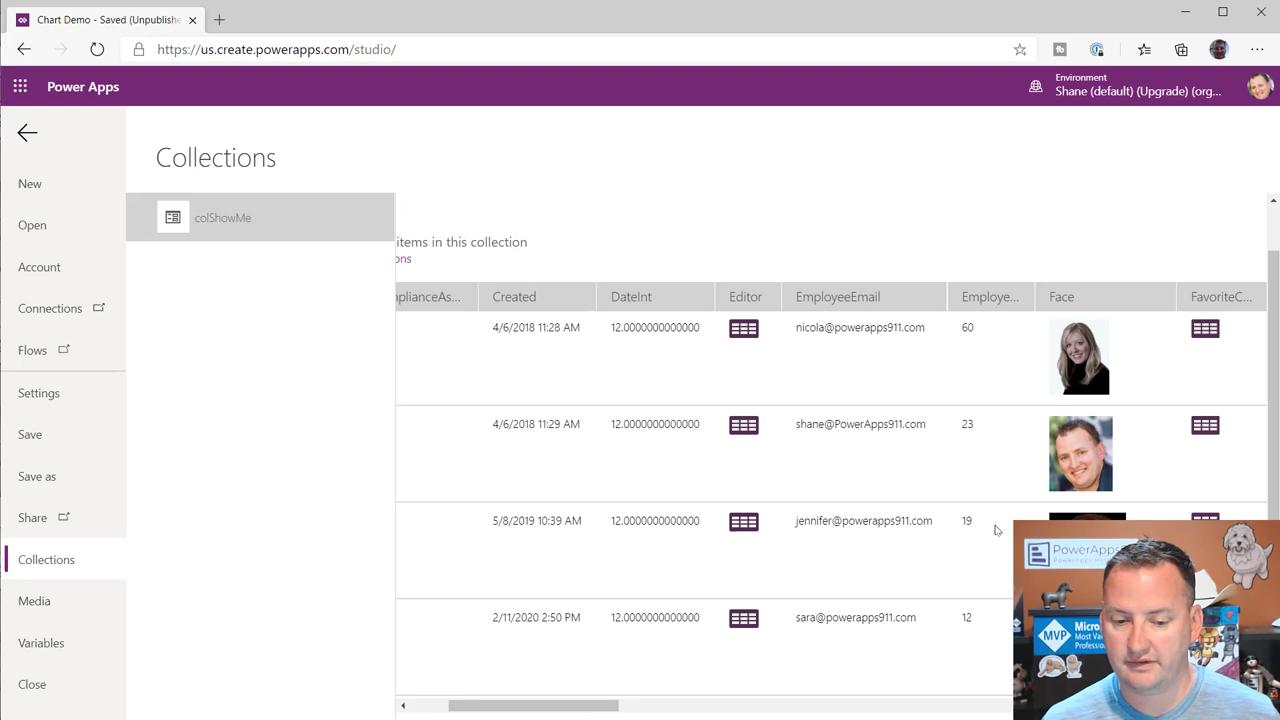 Chart Demo - Saved (Unpublishe
https://us.create.powerapps.com/studio/
Power Apps
Environment
Shane (default) (Upgrade) (org...
Collections
New
Open
Account
Connections
Flows
Settings
Save
Save as
Share
Collections
Media
Variables
Close
colShowMe
items in this collection
ons
nplianceAs... Created DateInt Editor EmployeeEmail Employe... Face FavoriteC...
4/6/2018 11:28 AM 12.0000000000000 nicola@powerapps911.com 60
4/6/2018 11:29 AM 12.0000000000000 shane@PowerApps911.com 23
5/8/2019 10:39 AM 12.0000000000000 jennifer@powerapps911.com 19
2/11/2020 2:50 PM 12.0000000000000 sara@powerapps911.com 12
PowerApps
MVP
Micro
Most Va
Professio